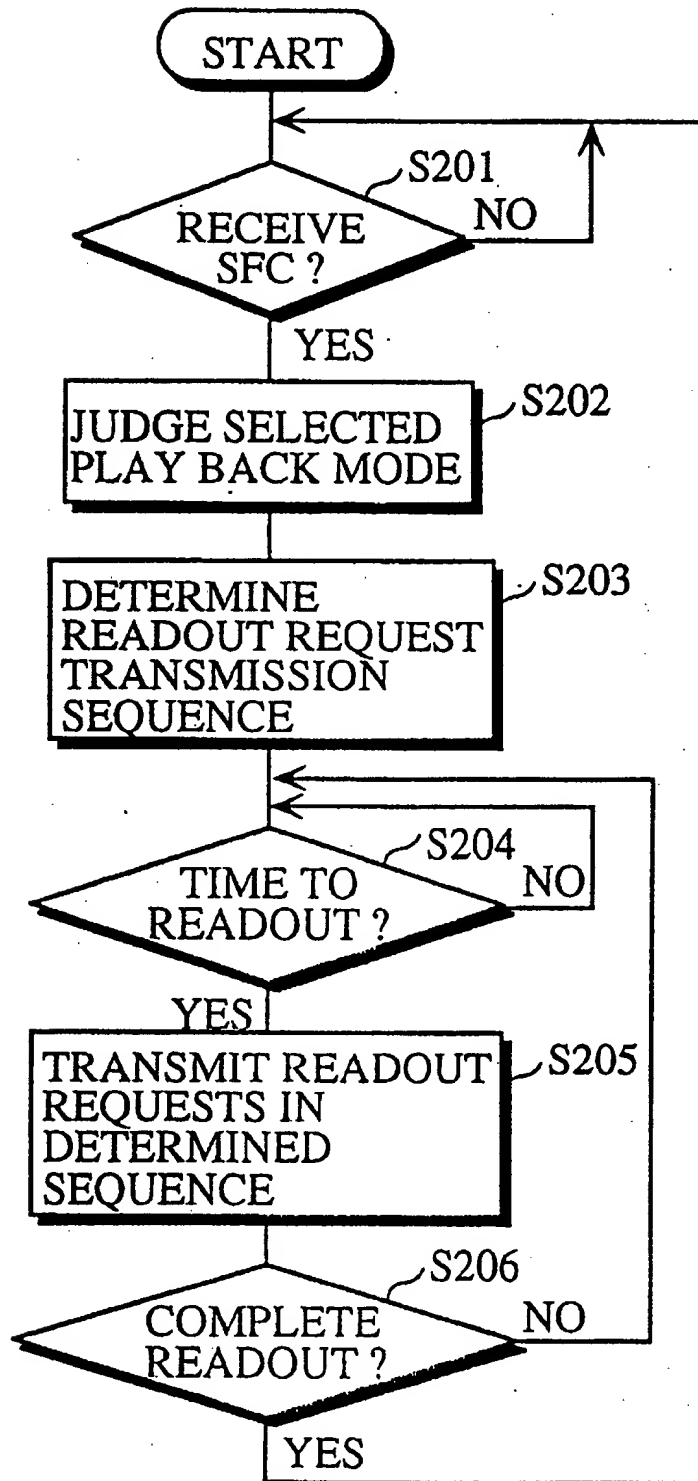 START
S201
RECEIVE
SFC ?
NO
YES
S202
JUDGE SELECTED
PLAY BACK MODE
S203
DETERMINE
READOUT REQUEST
TRANSMISSION
SEQUENCE
S204
TIME TO
READOUT ?
NO
YES
S205
TRANSMIT READOUT
REQUESTS IN
DETERMINED
SEQUENCE
S206
COMPLETE
READOUT ?
NO
YES